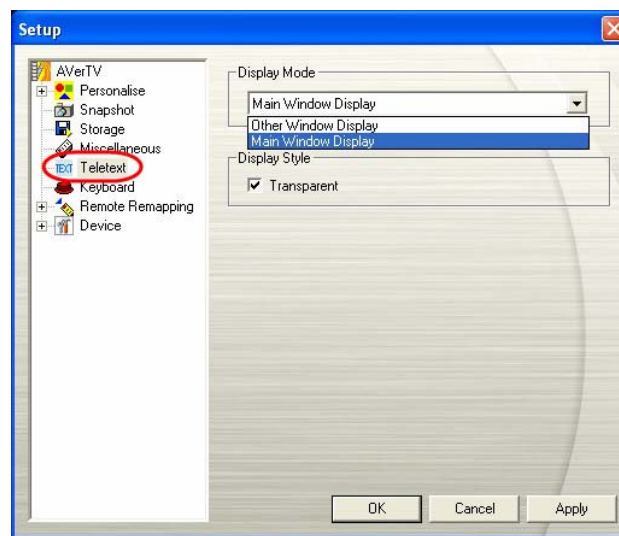 Setup
AVerTV
Personalise
Snapshot
Storage
Miscellaneous
TEXT Teletext
Keyboard
Remote Remapping
Device
Display Mode
Main Window Display
Other Window Display
Main Window Display
Display Style
Transparent
OK Cancel Apply